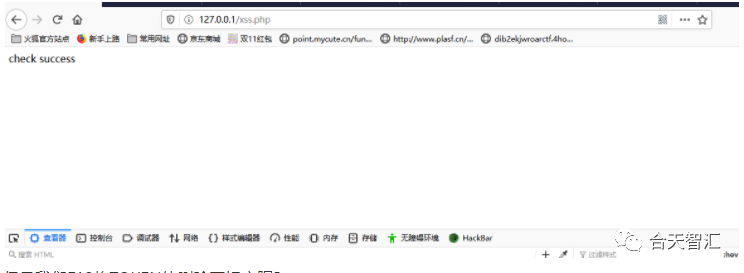 127.0.0.1/xss.php
火狐官方站点 新手上路 常用网址 京东商城 双11红包 point.mycute.cn/fun... http://www.plasf.cn/... dib2ekjwroarctf.4ho...
check success
查看器 控制台 调试器 网络 样式编辑器 性能 内存 存储 无障碍环境 HackBar
搜索 HTML 过滤样式 :hov
合天智汇